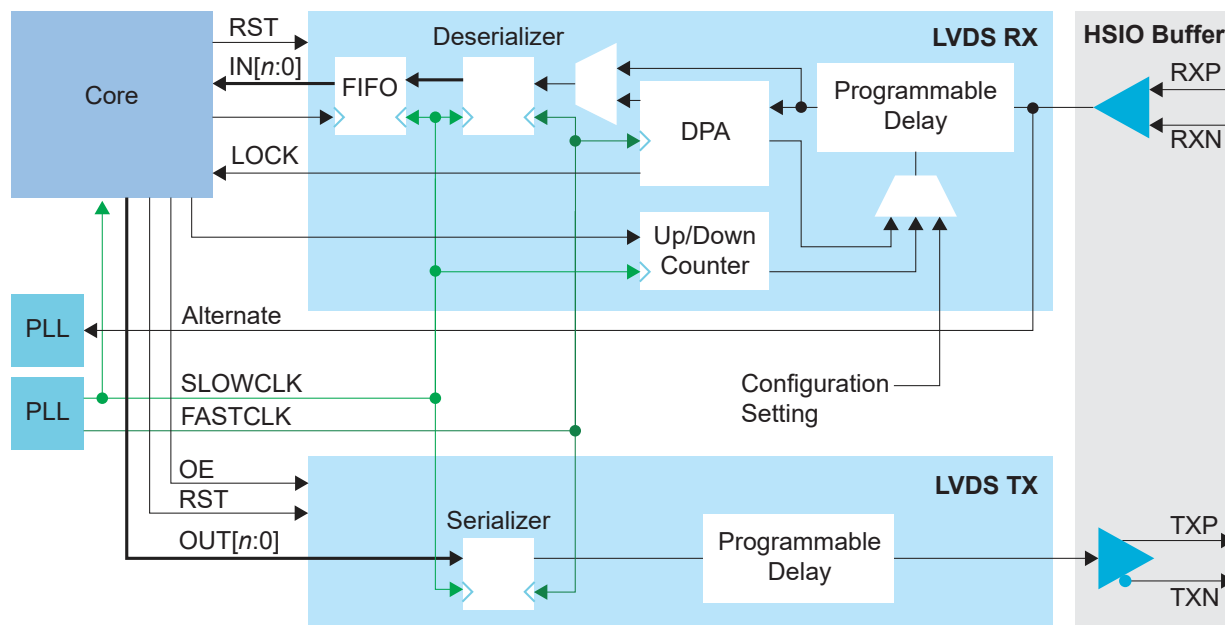 RST
Deserializer
LVDS RX
HSIO Buffer
IN[n:0]
Core
FIFO
Programmable
Delay
RXP
DPA
RXN
LOCK
Up/Down
Counter
PLL
Alternate
SLOWCLK
Configuration
Setting
PLL
FASTCLK
OE
LVDS TX
RST
Serializer
OUT[n:0]
Programmable
Delay
TXP
TXN